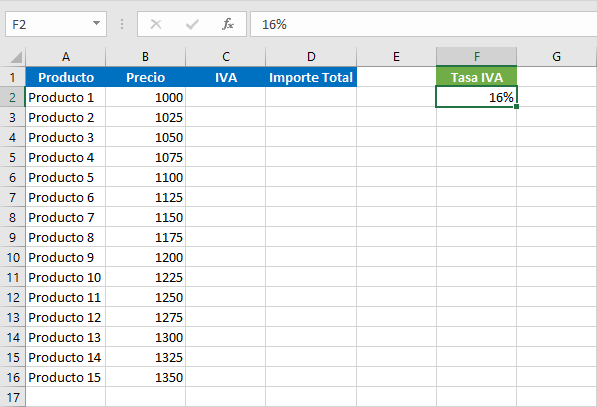 F2 fx 16%
A B C D E F G
1 Producto Precio IVA Importe Total Tasa IVA
2 Producto 1 1000 16%
3 Producto 2 1025
4 Producto 3 1050
5 Producto 4 1075
6 Producto 5 1100
7 Producto 6 1125
8 Producto 7 1150
9 Producto 8 1175
10 Producto 9 1200
11 Producto 10 1225
12 Producto 11 1250
13 Producto 12 1275
14 Producto 13 1300
15 Producto 14 1325
16 Producto 15 1350
17